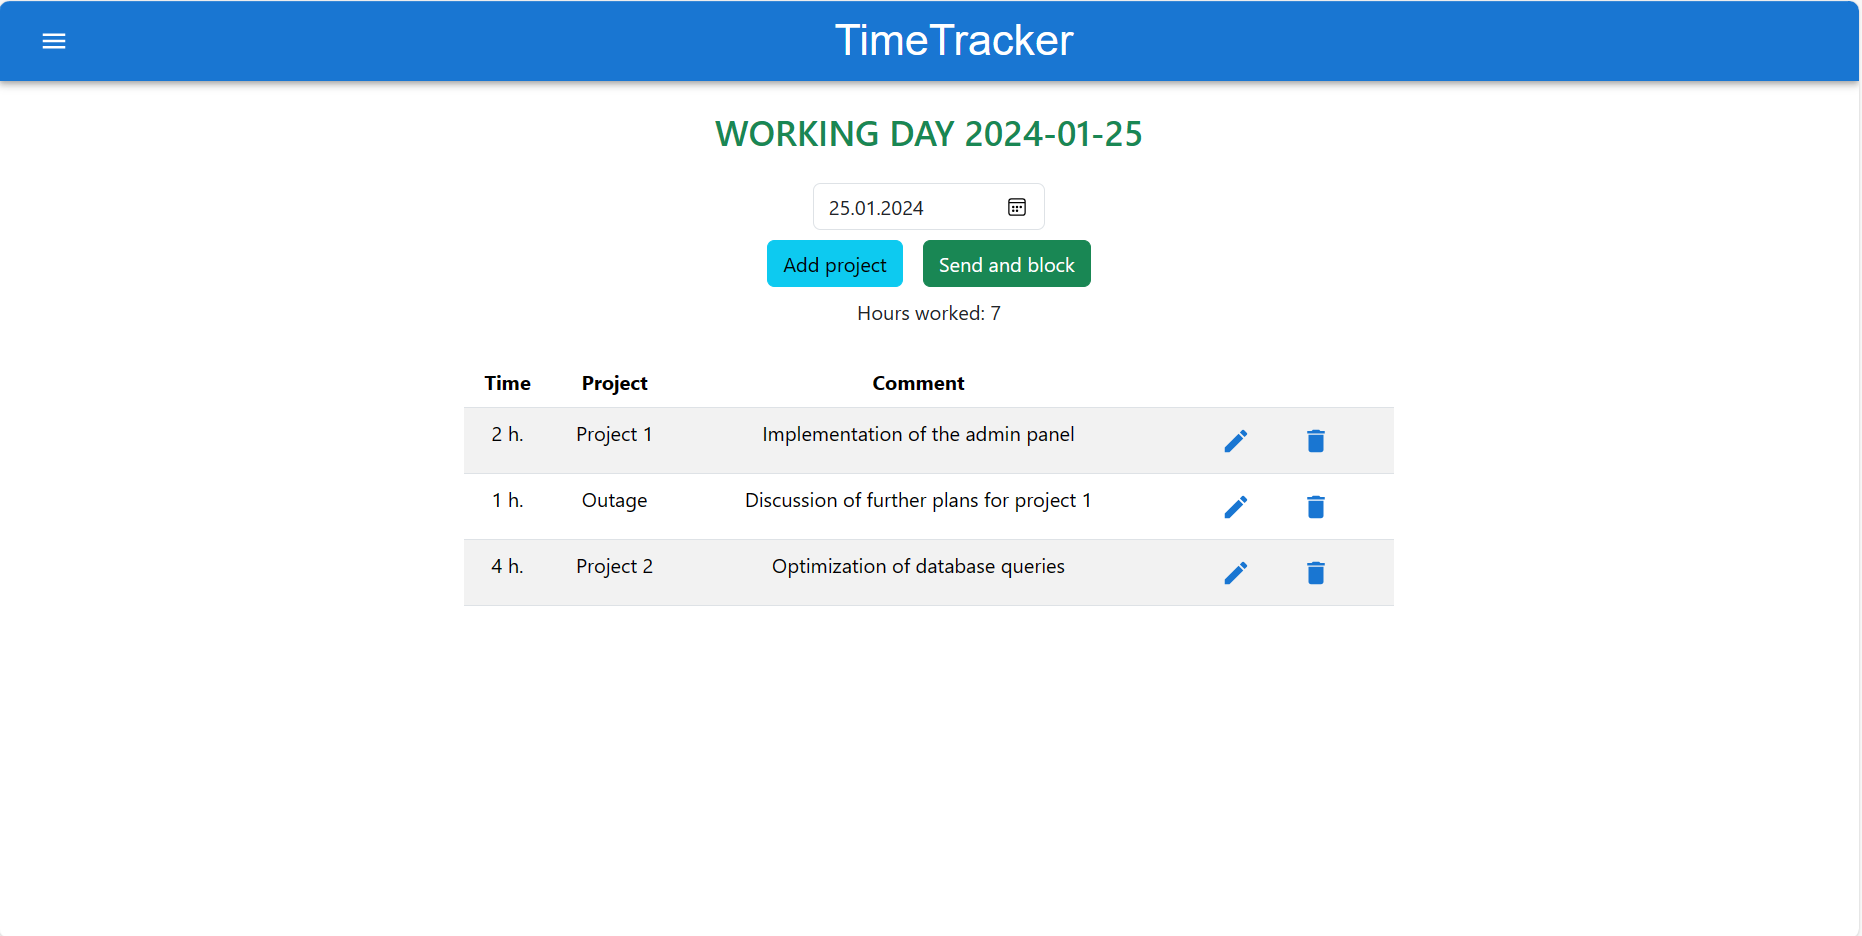 TimeTracker
WORKING DAY 2024-01-25
25.01.2024
Add project Send and block
Hours worked: 7
Time Project Comment
2 h. Project 1 Implementation of the admin panel
1 h. Outage Discussion of further plans for project 1
4 h. Project 2 Optimization of database queries